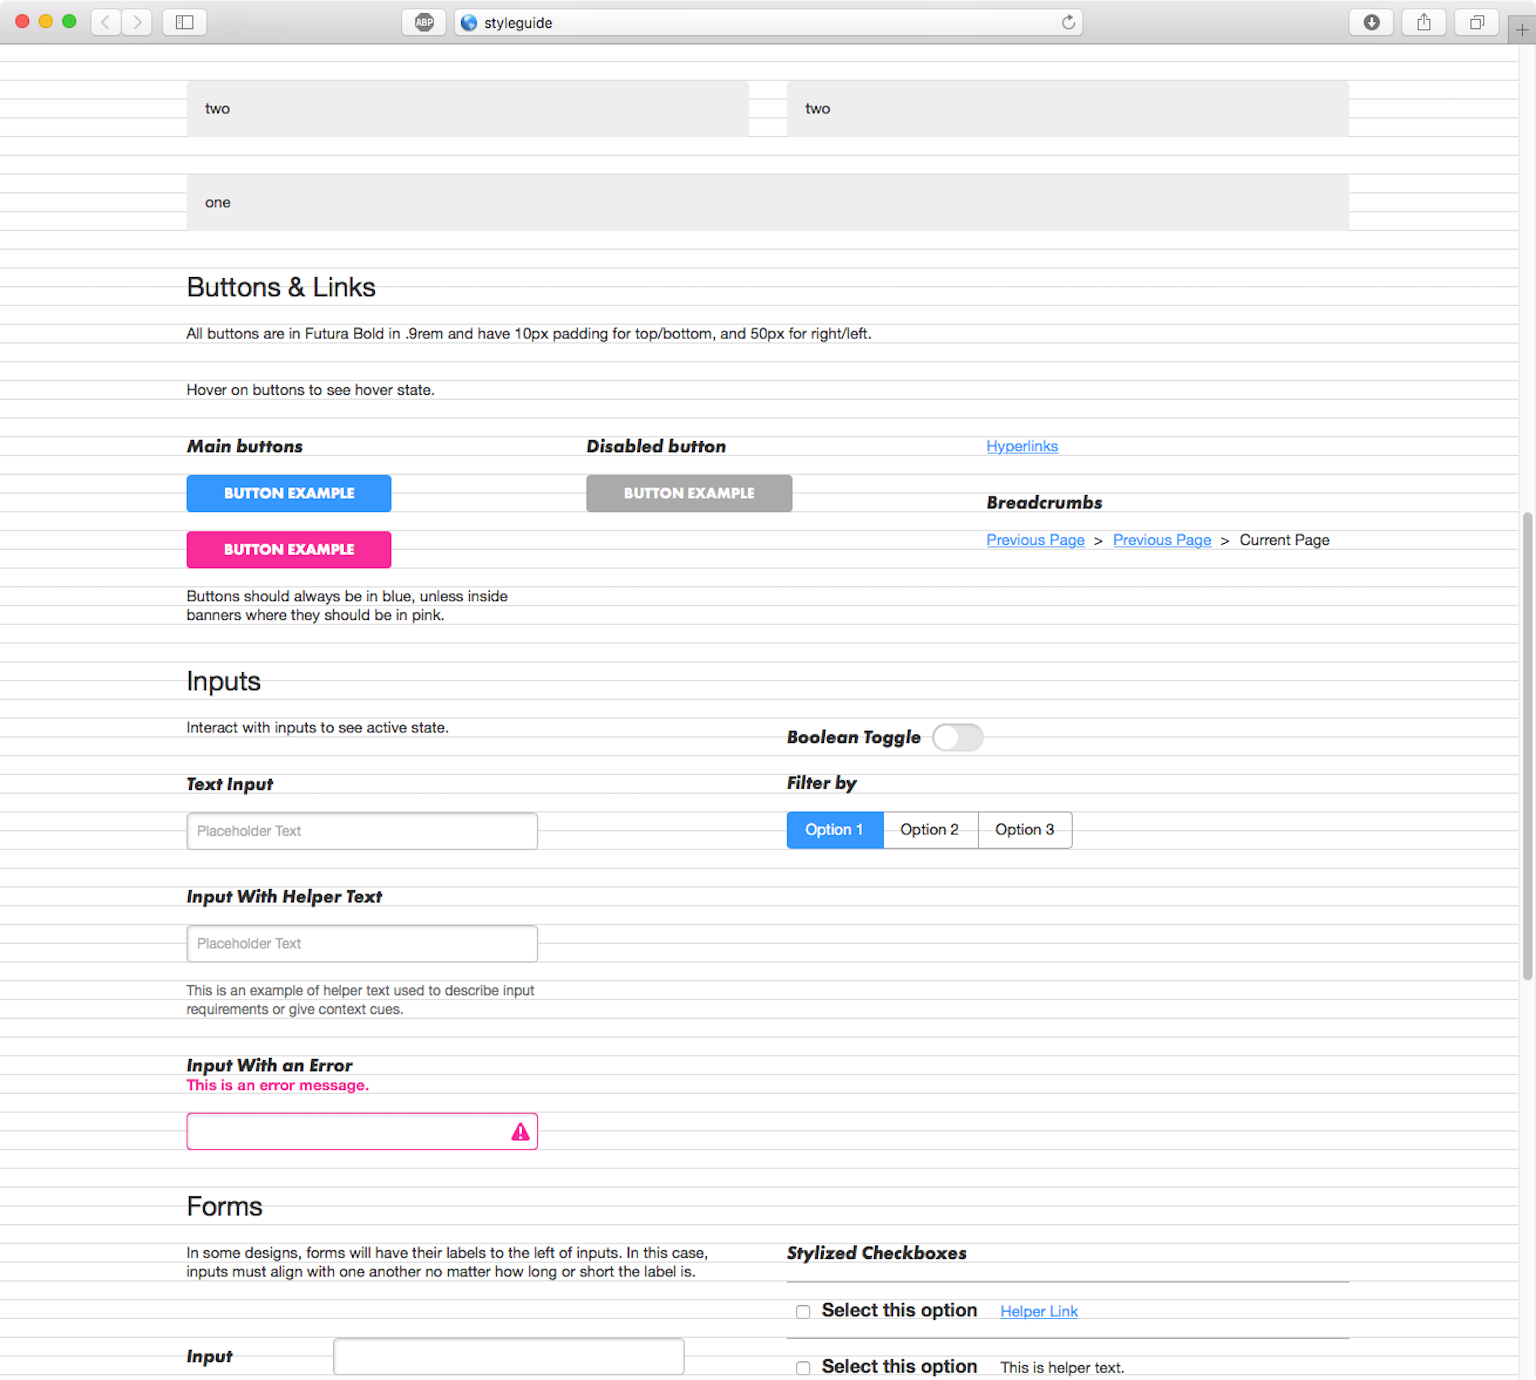 ABP
styleguide
two
two
one
Buttons & Links
All buttons are in Futura Bold in .9rem and have 10px padding for top/bottom, and 50px for right/left.
Hover on buttons to see hover state.
Main buttons
BUTTON EXAMPLE
BUTTON EXAMPLE
Buttons should always be in blue, unless inside
banners where they should be in pink.
Disabled button
BUTTON EXAMPLE
Hyperlinks
Breadcrumbs
Previous Page > Previous Page > Current Page
Inputs
Interact with inputs to see active state.
Text Input
Placeholder Text
Input With Helper Text
Placeholder Text
This is an example of helper text used to describe input
requirements or give context cues.
Input With an Error
This is an error message.
Boolean Toggle
Filter by
Option 1 Option 2 Option 3
Forms
In some designs, forms will have their labels to the left of inputs. In this case,
inputs must align with one another no matter how long or short the label is.
Input
Stylized Checkboxes
Select this option Helper Link
Select this option This is helper text.